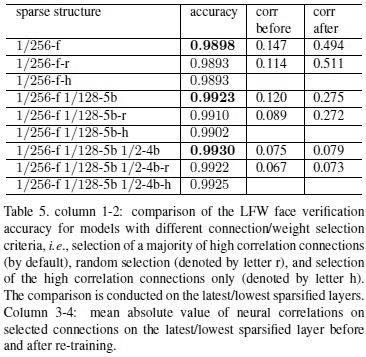 sparse structure accuracy corr before corr after
1/256-f 0.9898 0.147 0.494
1/256-f-r 0.9893 0.114 0.511
1/256-f-h 0.9893
1/256-f 1/128-5b 0.9923 0.120 0.275
1/256-f 1/128-5b-r 0.9910 0.089 0.272
1/256-f 1/128-5b-h 0.9902
1/256-f 1/128-5b 1/2-4b 0.9930 0.075 0.079
1/256-f 1/128-5b 1/2-4b-r 0.9922 0.067 0.073
1/256-f 1/128-5b 1/2-4b-h 0.9925
Table 5. column 1-2: comparison of the LFW face verification
accuracy for models with different connection/weight selection
criteria, i.e., selection of a majority of high correlation connections
(by default), random selection (denoted by letter r), and selection
of the high correlation connections only (denoted by letter h).
The comparison is conducted on the latest/lowest sparsified layers.
Column 3-4: mean absolute value of neural correlations on
selected connections on the latest/lowest sparsified layer before
and after re-training.